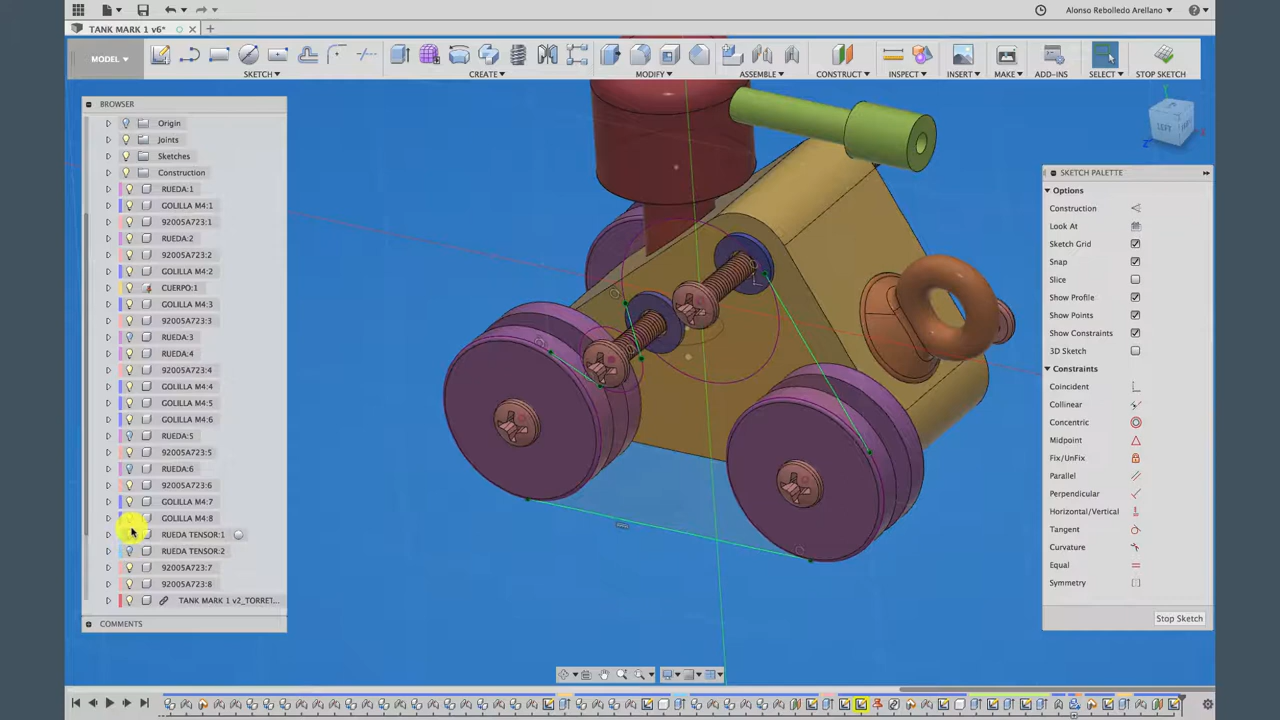 Alonso Rebolledo Arellano
TANK MARK 1 v6*
MODEL
SKETCH
CREATE
MODIFY
ASSEMBLE
CONSTRUCT
INSPECT
INSERT
MAKE
ADD-INS
SELECT
STOP SKETCH
BROWSER
Origin
Joints
Sketches
Construction
RUEDA:1
GOLILLA M4:1
92005A723:1
RUEDA:2
92005A723:2
GOLILLA M4:2
CUERPO:1
GOLILLA M4:3
92005A723:3
RUEDA:3
RUEDA:4
92005A723:4
GOLILLA M4:4
GOLILLA M4:5
GOLILLA M4:6
RUEDA:5
92005A723:5
RUEDA:6
92005A723:6
GOLILLA M4:7
GOLILLA M4:8
RUEDA TENSOR:1
RUEDA TENSOR:2
92005A723:7
92005A723:8
TANK MARK 1 v2_TORRET...
COMMENTS
LEFT
SKETCH PALETTE
Options
Construction
Look At
Sketch Grid
Snap
Slice
Show Profile
Show Points
Show Constraints
3D Sketch
Constraints
Coincident
Collinear
Concentric
Midpoint
Fix/UnFix
Parallel
Perpendicular
Horizontal/Vertical
Tangent
Curvature
Equal
Symmetry
Stop Sketch